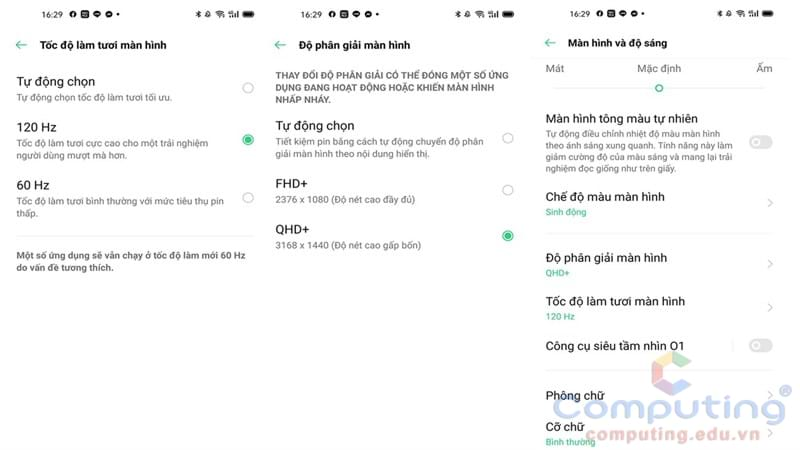 16:29
Tốc độ làm tươi màn hình
Tự động chọn
Tự động chọn tốc độ làm tươi tối ưu.
120 Hz
Tốc độ làm tươi cực cao cho một trải nghiệm
người dùng mượt mà hơn.
60 Hz
Tốc độ làm tươi bình thường với mức tiêu thụ pin
thấp.
Một số ứng dụng sẽ vẫn chạy ở tốc độ làm mới 60 Hz
do vấn đề tương thích.
16:29
Độ phân giải màn hình
THAY ĐỔI ĐỘ PHÂN GIẢI CÓ THỂ ĐÓNG MỘT SỐ ỨNG
DỤNG ĐANG HOẠT ĐỘNG HOẶC KHIẾN MÀN HÌNH
NHẤP NHÁY.
Tự động chọn
Tiết kiệm pin bằng cách tự động chuyển độ phân
giải màn hình theo nội dung hiển thị.
FHD+
2376 x 1080 (Độ nét cao đầy đủ)
QHD+
3168 x 1440 (Độ nét cao gấp bốn)
16:29
Màn hình và độ sáng
Mát Mặc định Ấm
Màn hình tông màu tự nhiên
Tự động điều chỉnh nhiệt độ màu màn hình
theo ánh sáng xung quanh. Tính năng này làm
giảm cường độ của màu sáng và mang lại trải
nghiệm đọc giống như trên giấy.
Chế độ màu màn hình
Sinh động
Độ phân giải màn hình
QHD+
Tốc độ làm tươi màn hình
120 Hz
Công cụ siêu tầm nhìn O1
Phông chữ
Cỡ chữ
Bình thường
Computing®
computing.edu.vn